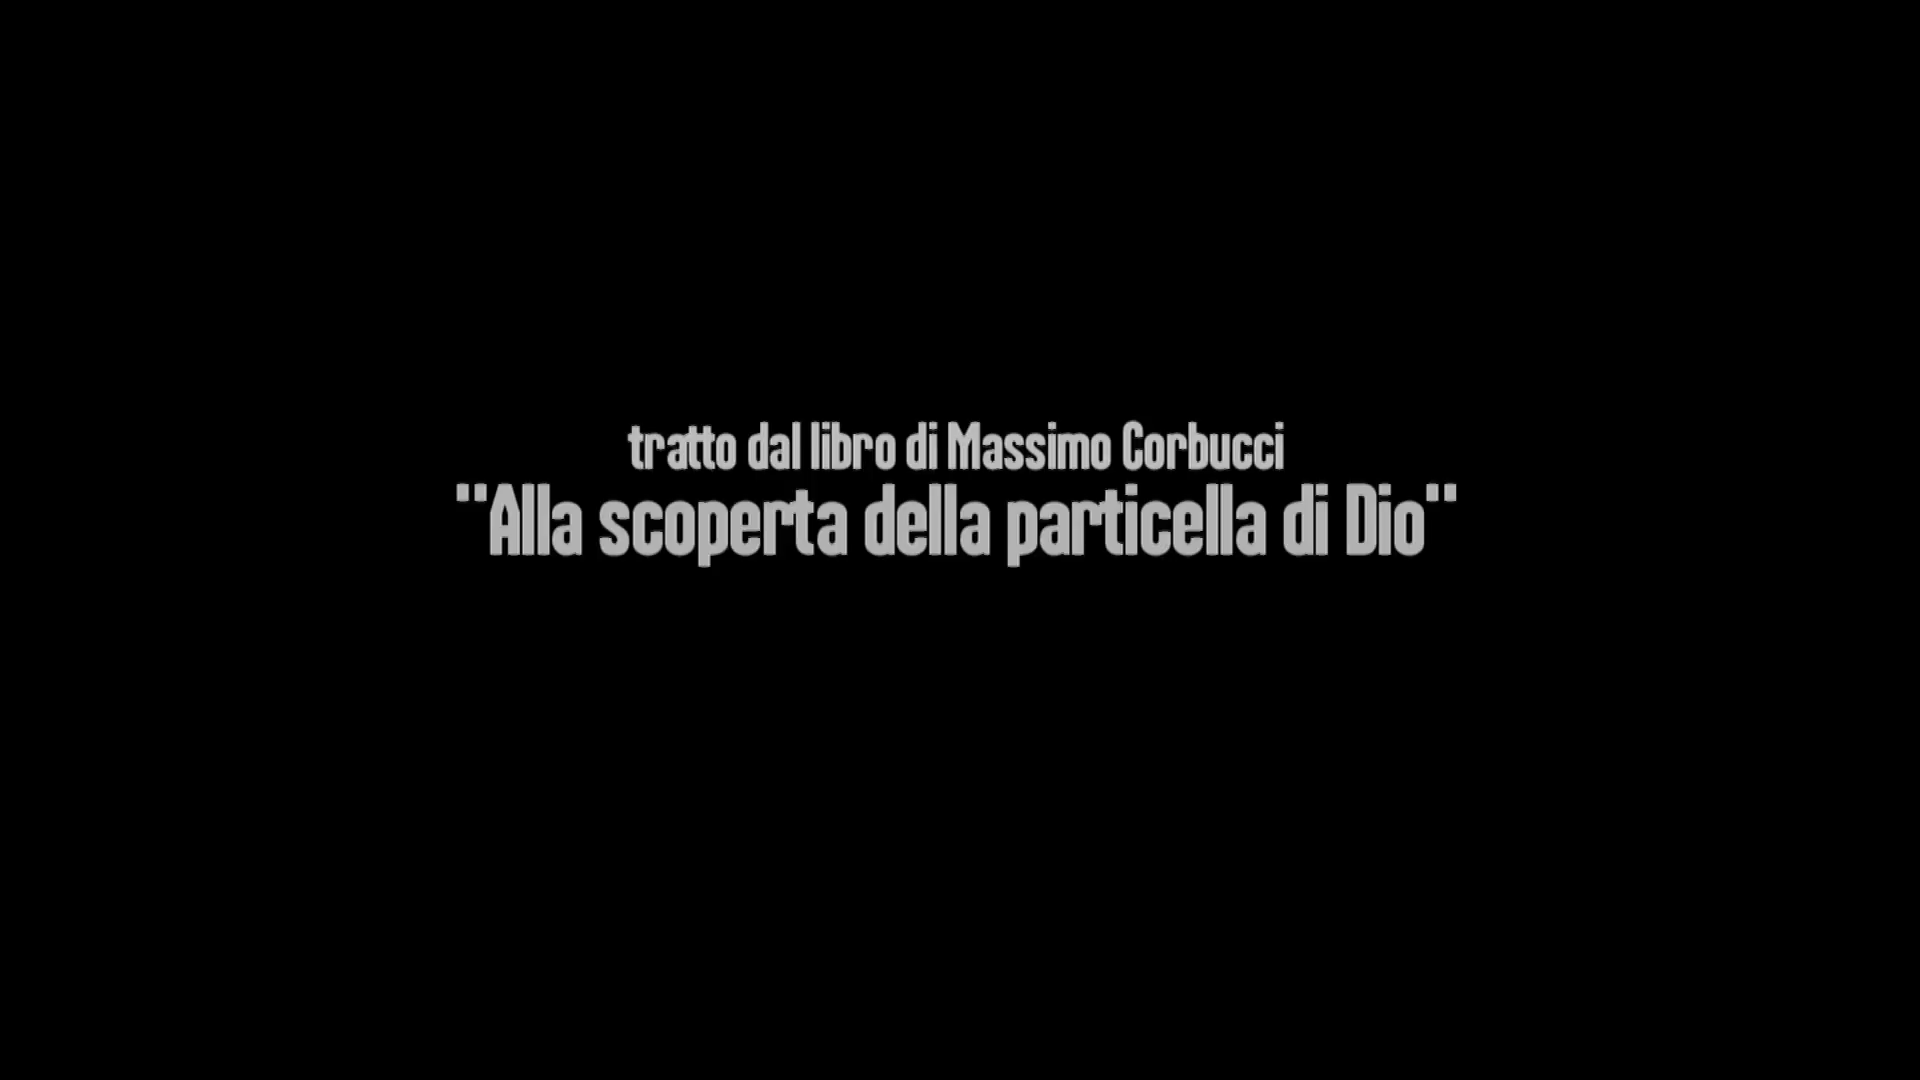 tratto dal libro di Massimo Corbucci
"Alla scoperta della particella di Dio"